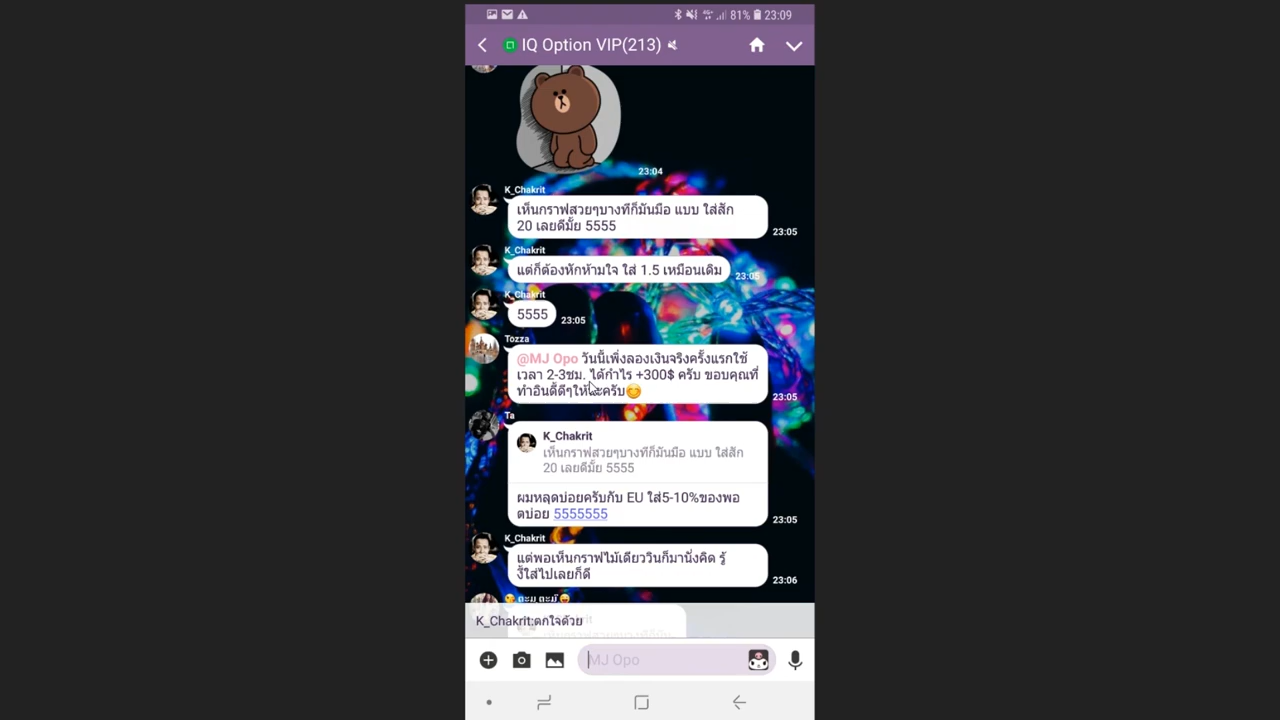 81% 23:09
IQ Option VIP(213)
23:04
K_Chakrit
เห็นกราฟสวยๆบางทีก็มันมือ แบบ ใส่สัก
20 เลยดีมั้ย 5555
23:05
K_Chakrit
แต่ก็ต้องหักห้ามใจ ใส่ 1.5 เหมือนเดิม
23:05
K_Chakrit
5555
23:05
Tozza
@MJ Opo วันนี้เพิ่งลองเงินจริงครั้งแรกใช้
เวลา 2-3ชม. ได้กำไร +300$ ครับ ขอบคุณที่
ทำอินดี้ดีๆให้นะครับ
23:05
Ta
K_Chakrit
เห็นกราฟสวยๆบางทีก็มันมือ แบบ ใส่สัก
20 เลยดีมั้ย 5555
ผมหลุดบ่อยครับกับ EU ใส่5-10%ของพอ
ตบ่อย 5555555
23:05
K_Chakrit
แต่พอเห็นกราฟไม้เดียววินก็มานั่งคิด รู้
งี้ใส่ไปเลยก็ดี
23:06
K_Chakrit:ตกใจด้วย
MJ Opo